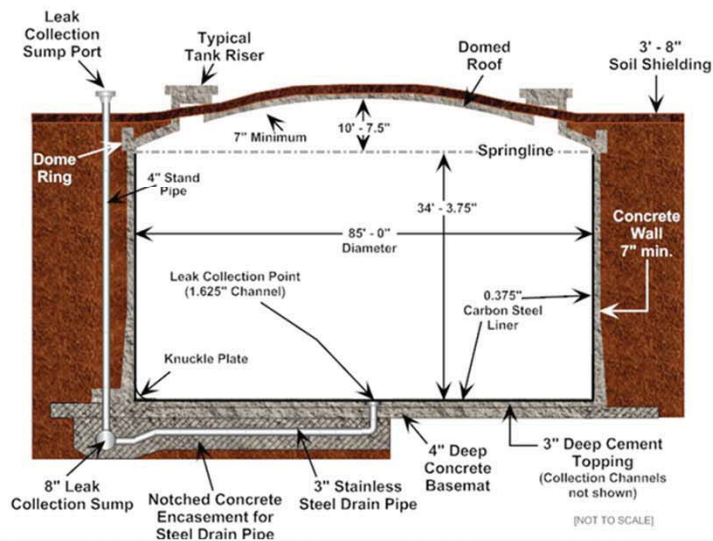 Leak
Collection
Sump Port
Typical
Tank Riser
Domed
Roof
3' - 8"
Soil Shielding
7" Minimum
10' - 7.5"
Springline
Dome
Ring
4" Stand
Pipe
34' - 3.75"
85' - 0"
Diameter
Concrete
Wall
7" min.
Leak Collection Point
(1.625" Channel)
0.375"
Carbon Steel
Liner
Knuckle Plate
8" Leak
Collection Sump
Notched Concrete
Encasement for
Steel Drain Pipe
3" Stainless
Steel Drain Pipe
4" Deep
Concrete
Basemat
3" Deep Cement
Topping
(Collection Channels
not shown)
[NOT TO SCALE]